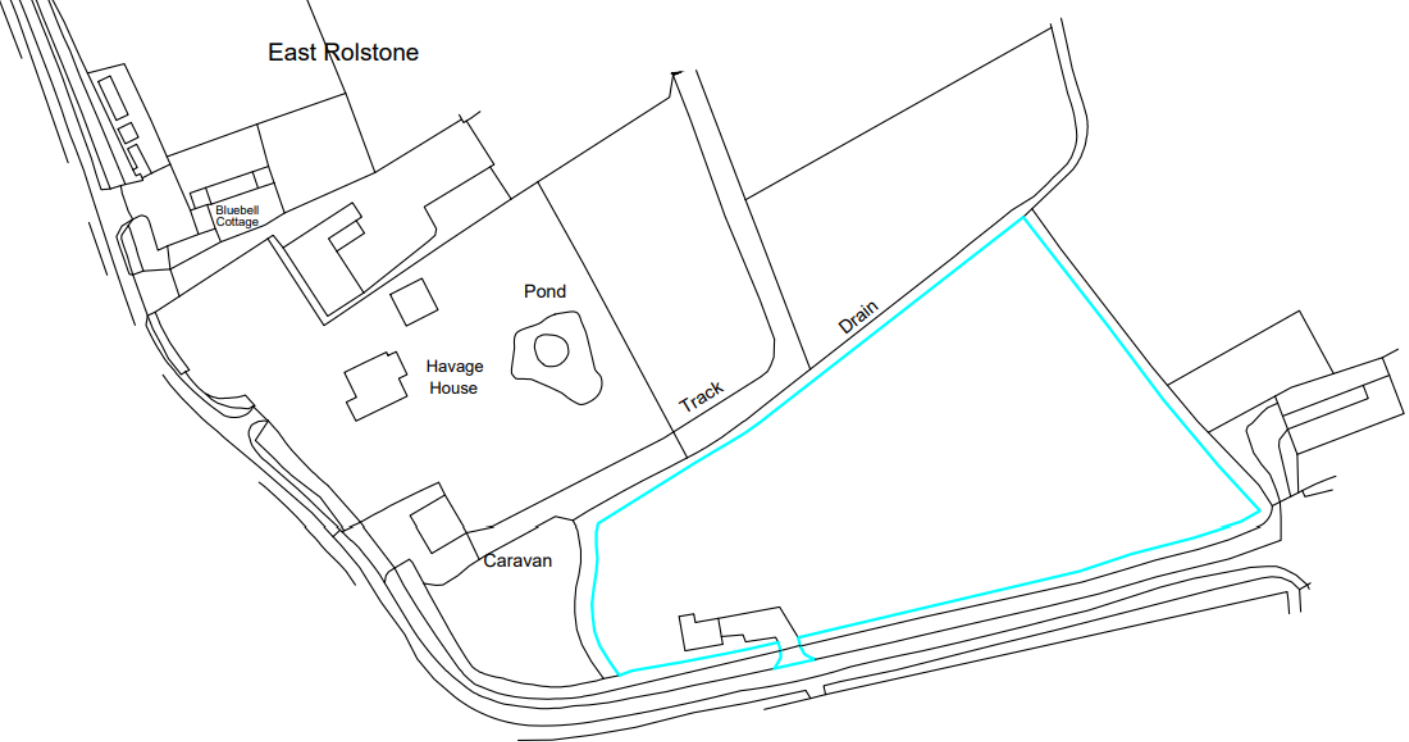 East Rolstone
Bluebell
Cottage
Pond
Drain
Havage
House
Track
Caravan